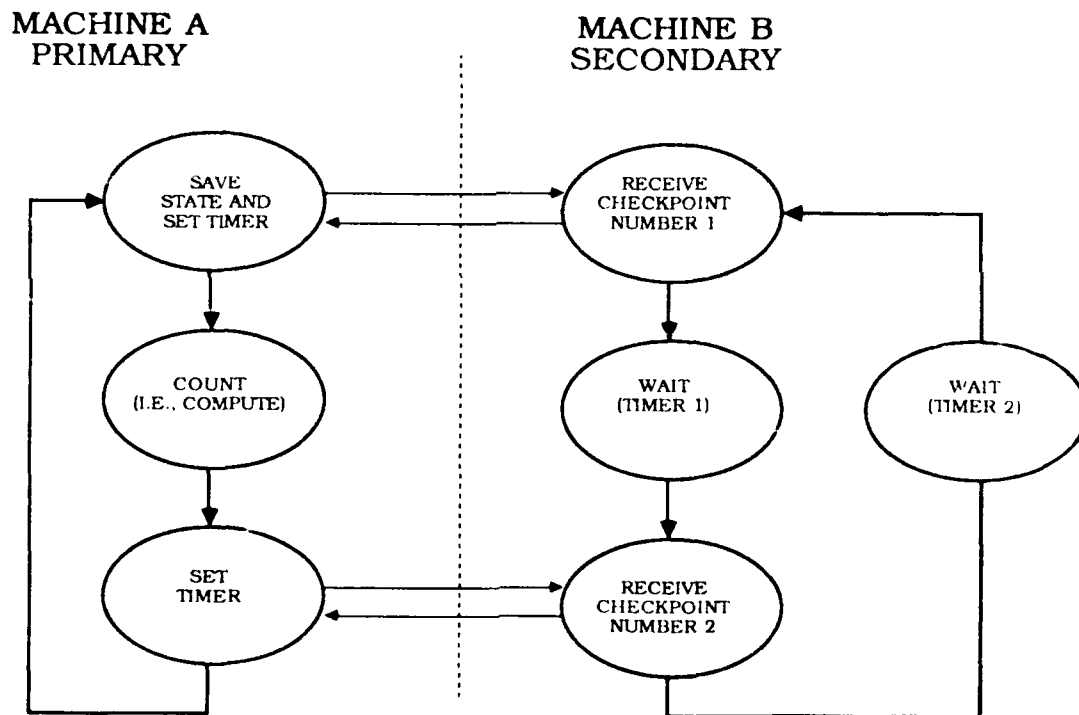 MACHINE A
PRIMARY
MACHINE B
SECONDARY
SAVE
STATE AND
SET TIMER
RECEIVE
CHECKPOINT
NUMBER 1
COUNT
(I.E., COMPUTE)
WAIT
(TIMER 1)
WAIT
(TIMER 2)
SET
TIMER
RECEIVE
CHECKPOINT
NUMBER 2